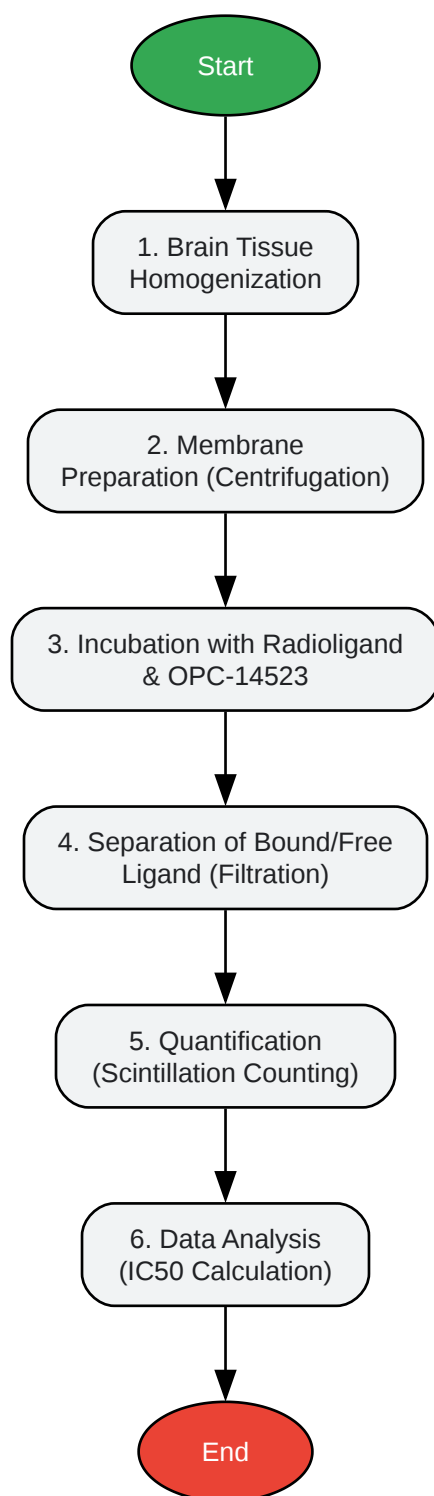 Start
1. Brain Tissue
Homogenization
2. Membrane
Preparation (Centrifugation)
3. Incubation with Radioligand
& OPC-14523
4. Separation of Bound/Free
Ligand (Filtration)
5. Quantification
(Scintillation Counting)
6. Data Analysis
(IC50 Calculation)
End